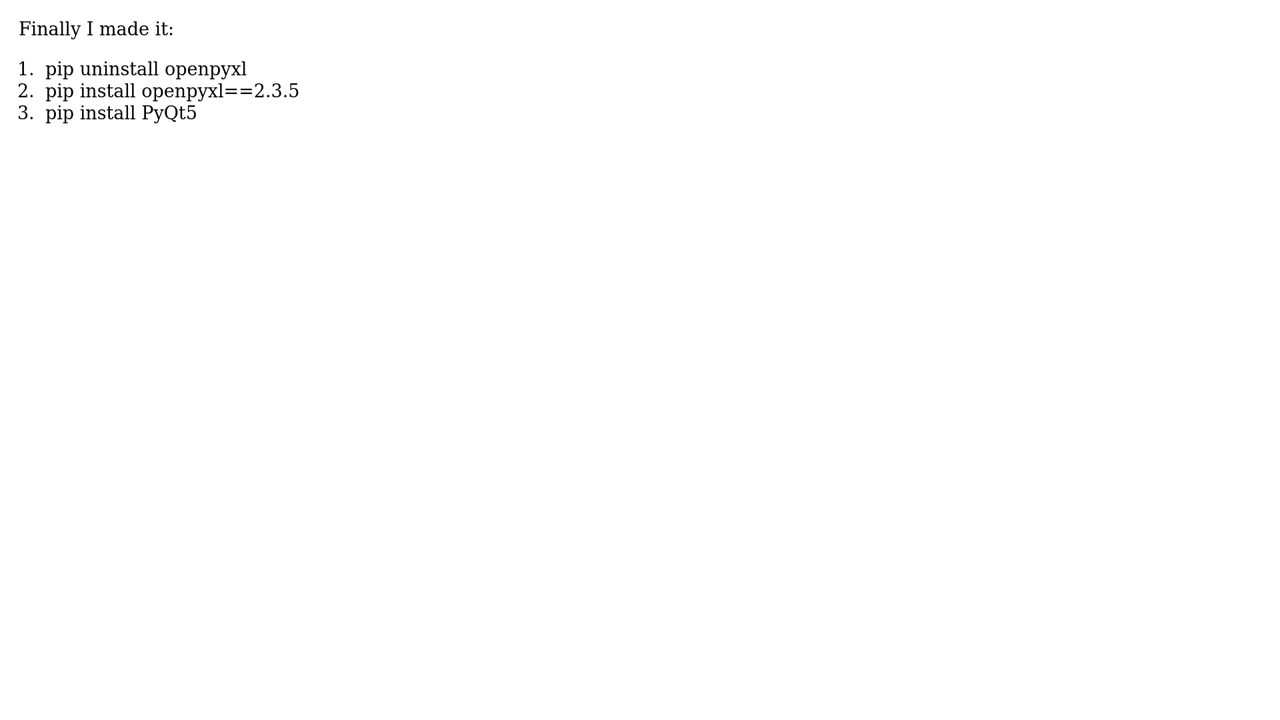 Finally I made it:
1. pip uninstall openpyxl
2. pip install openpyxl==2.3.5
3. pip install PyQt5